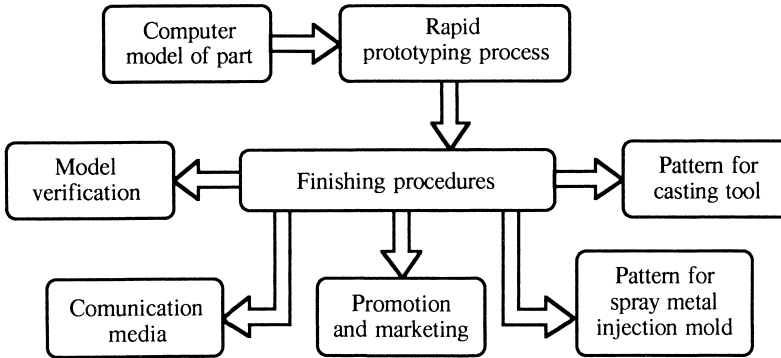 Computer
model of part
Rapid
prototyping process
Model
verification
Finishing procedures
Pattern for
casting tool
Comunication
media
Promotion
and marketing
Pattern for
spray metal
injection mold